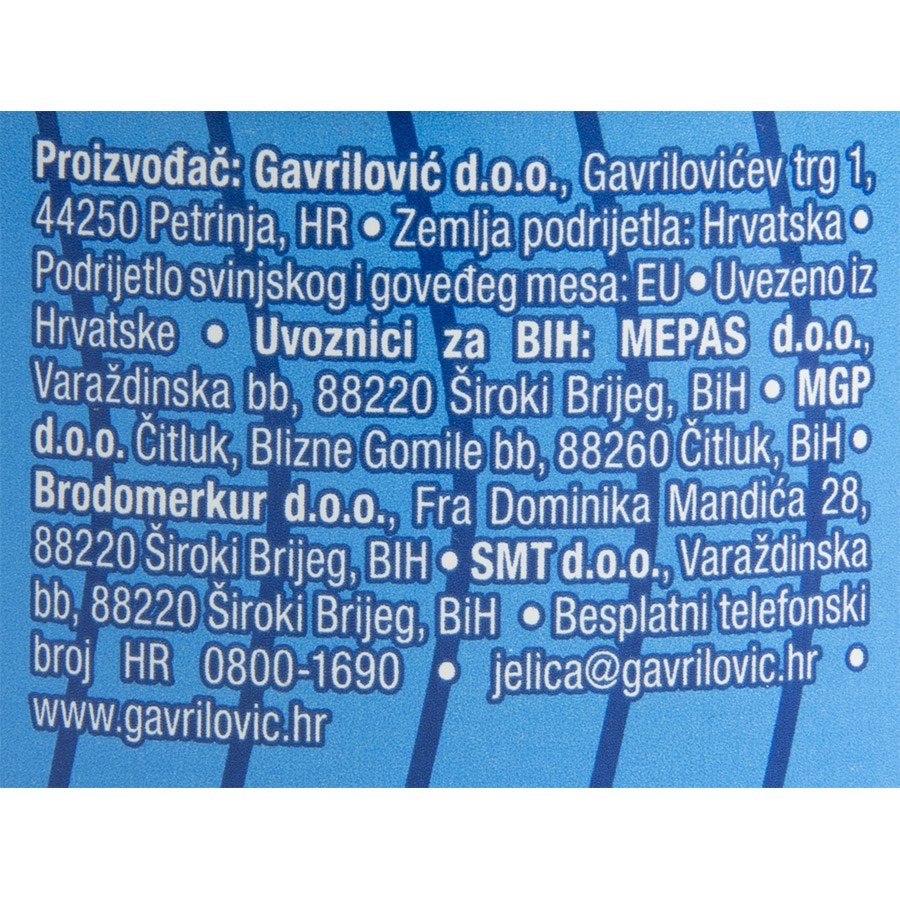 Proizvođač: Gavrilović d.o.o., Gavrilovićev trg 1,
44250 Petrinja, HR • Zemlja podrijetla: Hrvatska •
Podrijetlo svinjskog i goveđeg mesa: EU • Uvezeno iz
Hrvatske • Uvoznici za BIH: MEPAS d.o.o.,
Varaždinska bb, 88220 Široki Brijeg, BiH • MGP
d.o.o. Čitluk, Blizne Gomile bb, 88260 Čitluk, BiH •
Brodomerkur d.o.o., Fra Dominika Mandića 28,
88220 Široki Brijeg, BIH • SMT d.o.o., Varaždinska
bb, 88220 Široki Brijeg, BiH • Besplatni telefonski
broj HR 0800-1690 • jelica@gavrilovic.hr •
www.gavrilovic.hr